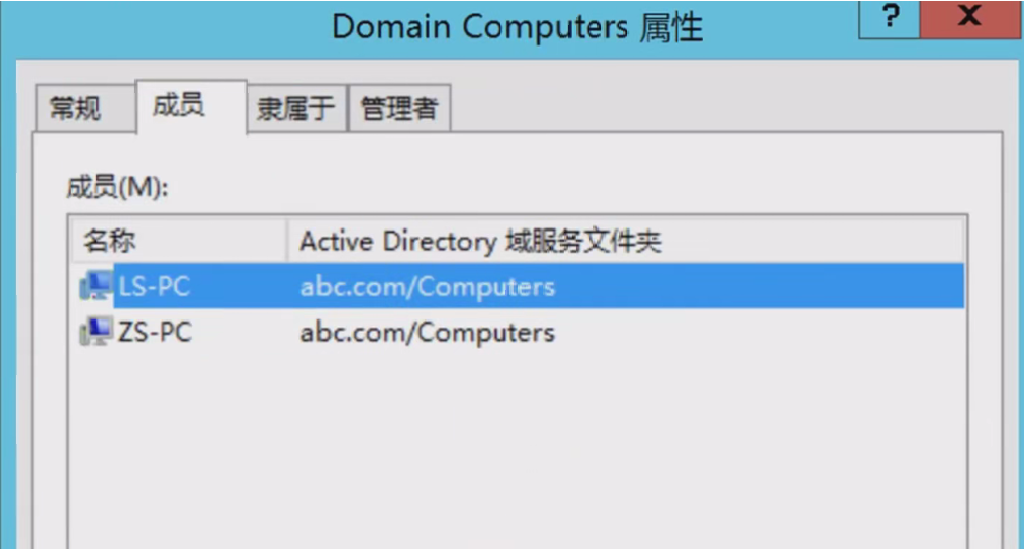 Domain Computers 属性
?
X
常规 成员 隶属于 管理者
成员(M):
名称 Active Directory 域服务文件夹
LS-PC abc.com/Computers
ZS-PC abc.com/Computers